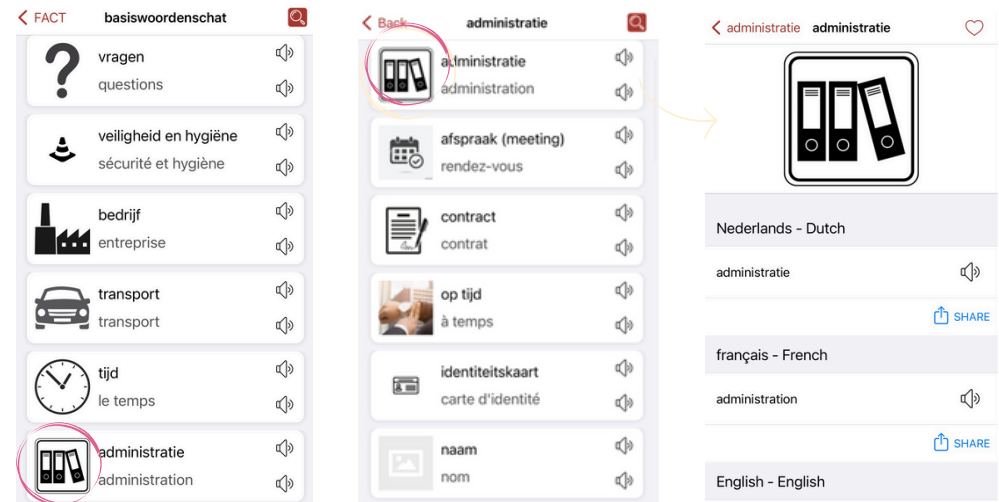 FACT basiswoordenschat
vragen
questions
veiligheid en hygiëne
sécurité et hygiène
bedrijf
entreprise
transport
transport
tijd
le temps
administratie
administration
Back administratie
administratie
administration
afspraak (meeting)
rendez-vous
contract
contrat
op tijd
à temps
identiteitskaart
carte d'identité
naam
nom
administratie administratie
Nederlands - Dutch
administratie
SHARE
français - French
administration
SHARE
English - English